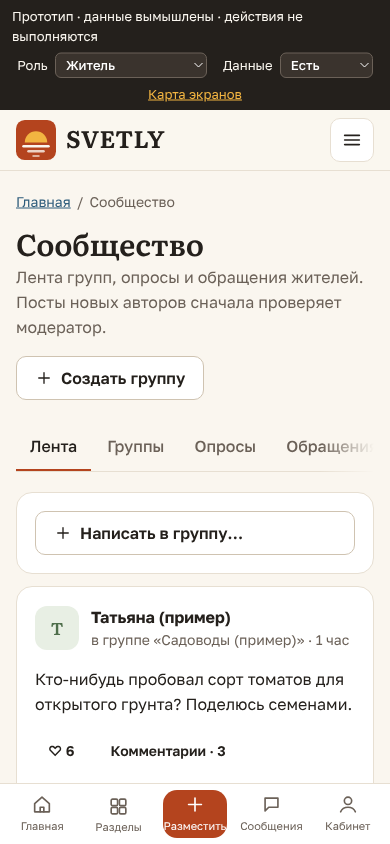 Прототип · данные вымышлены · действия не
выполняются
Роль Житель Данные Есть
Карта экранов
SVETLY
Главная / Сообщество
Сообщество
Лента групп, опросы и обращения жителей.
Посты новых авторов сначала проверяет
модератор.
Создать группу
Лента Группы Опросы Обращени
Написать в группу...
Т Татьяна (пример)
в группе «Садоводы (пример)» · 1 час
Кто-нибудь пробовал сорт томатов для
открытого грунта? Поделюсь семенами.
♡ 6 Комментарии · 3
Главная Разделы Разместить Сообщения Кабинет